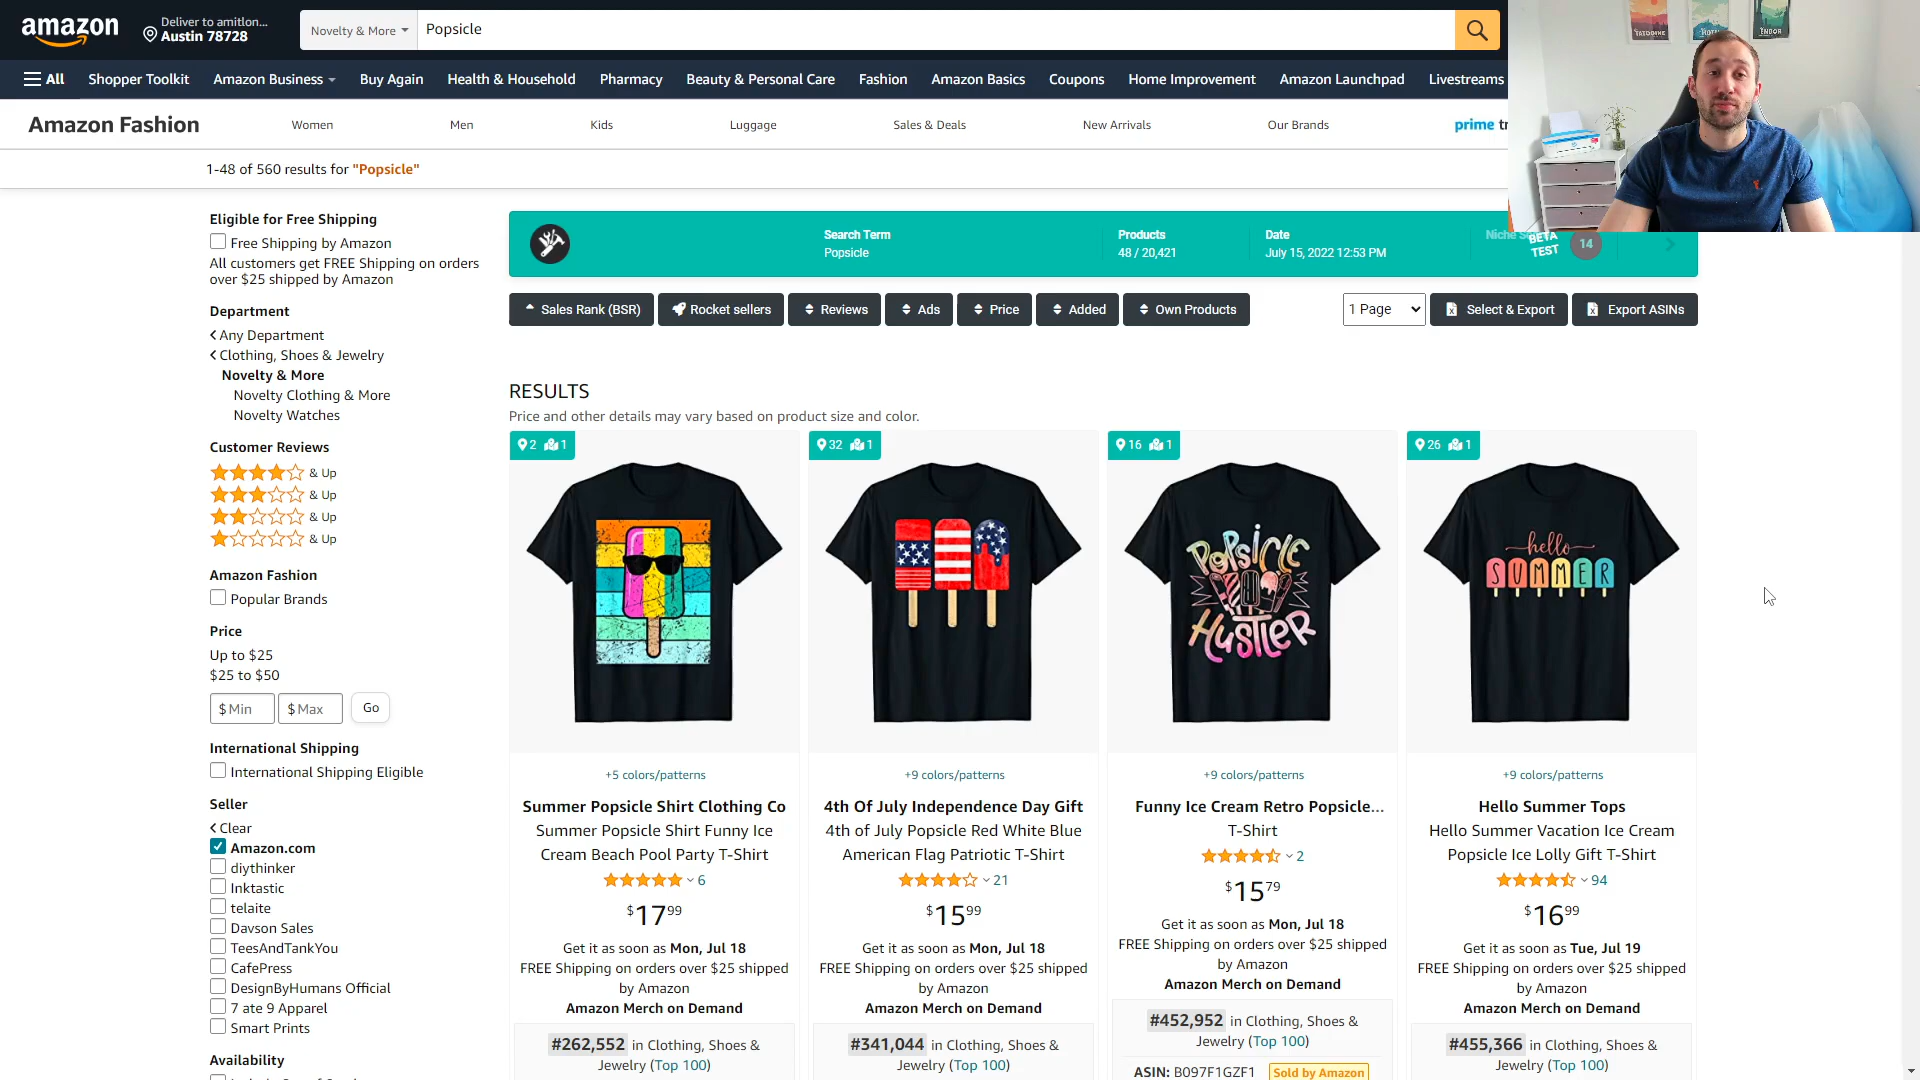 amazon
Deliver to amitlon...
Austin 78728
Novelty & More
Popsicle
All
Shopper Toolkit
Amazon Business
Buy Again
Health & Household
Pharmacy
Beauty & Personal Care
Fashion
Amazon Basics
Coupons
Home Improvement
Amazon Launchpad
Livestreams
Amazon Fashion
Women
Men
Kids
Luggage
Sales & Deals
New Arrivals
Our Brands
prime
1-48 of 560 results for "Popsicle"
Eligible for Free Shipping
Free Shipping by Amazon
All customers get FREE Shipping on orders
over $25 shipped by Amazon
Department
Any Department
Clothing, Shoes & Jewelry
Novelty & More
Novelty Clothing & More
Novelty Watches
Customer Reviews
& Up
& Up
& Up
& Up
Amazon Fashion
Popular Brands
Price
Up to $25
$25 to $50
$ Min
$ Max
Go
International Shipping
International Shipping Eligible
Seller
Clear
Amazon.com
diythinker
Inktastic
telaite
Davson Sales
TeesAndTankYou
CafePress
DesignByHumans Official
7 ate 9 Apparel
Smart Prints
Availability
Search Term
Popsicle
Products
48 / 20,421
Date
July 15, 2022 12:53 PM
BETA
TEST
14
Sales Rank (BSR)
Rocket sellers
Reviews
Ads
Price
Added
Own Products
1 Page
Select & Export
Export ASINs
RESULTS
Price and other details may vary based on product size and color.
2 1
+5 colors/patterns
Summer Popsicle Shirt Clothing Co
Summer Popsicle Shirt Funny Ice
Cream Beach Pool Party T-Shirt
6
$17.99
Get it as soon as Mon, Jul 18
FREE Shipping on orders over $25 shipped
by Amazon
Amazon Merch on Demand
#262,552 in Clothing, Shoes &
Jewelry (Top 100)
32 1
+9 colors/patterns
4th Of July Independence Day Gift
4th of July Popsicle Red White Blue
American Flag Patriotic T-Shirt
21
$15.99
Get it as soon as Mon, Jul 18
FREE Shipping on orders over $25 shipped
by Amazon
Amazon Merch on Demand
#341,044 in Clothing, Shoes &
Jewelry (Top 100)
16 1
POPSICLE
HUSTLER
+9 colors/patterns
Funny Ice Cream Retro Popsicle...
T-Shirt
2
$15.79
Get it as soon as Mon, Jul 18
FREE Shipping on orders over $25 shipped
by Amazon
Amazon Merch on Demand
#452,952 in Clothing, Shoes &
Jewelry (Top 100)
ASIN: B097F1GZF1
Sold by Amazon
26 1
hello
SUMMER
+9 colors/patterns
Hello Summer Tops
Hello Summer Vacation Ice Cream
Popsicle Ice Lolly Gift T-Shirt
94
$16.99
Get it as soon as Tue, Jul 19
FREE Shipping on orders over $25 shipped
by Amazon
Amazon Merch on Demand
#455,366 in Clothing, Shoes &
Jewelry (Top 100)